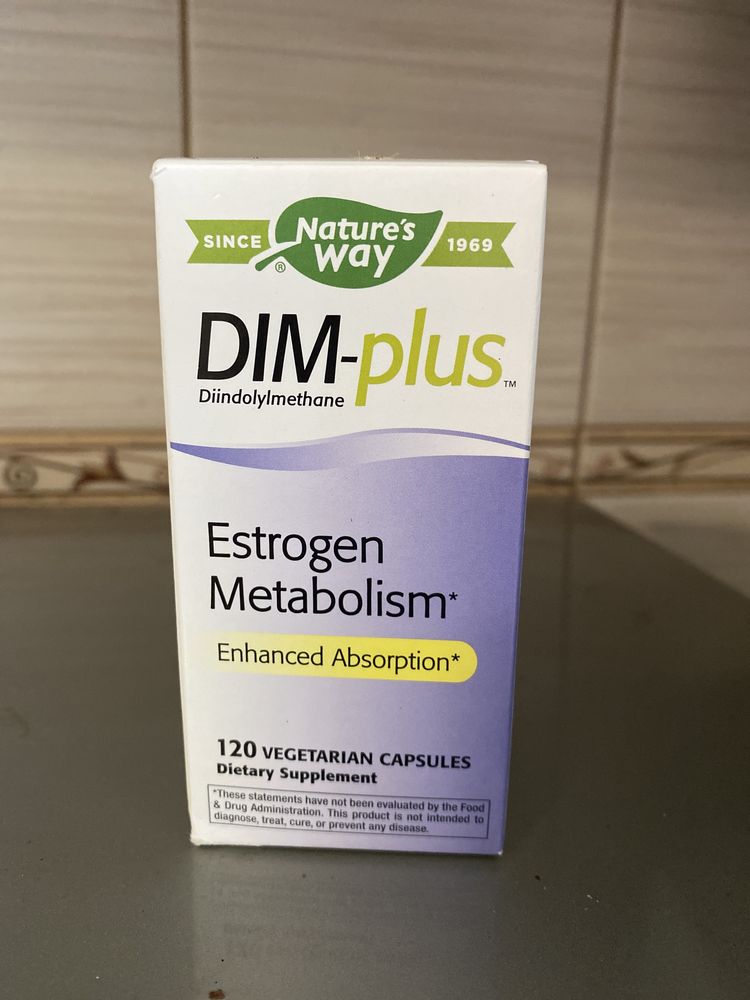 SINCE Nature's Way ® 1969
DIM-plus™
Diindolylmethane
Estrogen
Metabolism*
Enhanced Absorption*
120 VEGETARIAN CAPSULES
Dietary Supplement
*These statements have not been evaluated by the Food
& Drug Administration. This product is not intended to
diagnose, treat, cure, or prevent any disease.